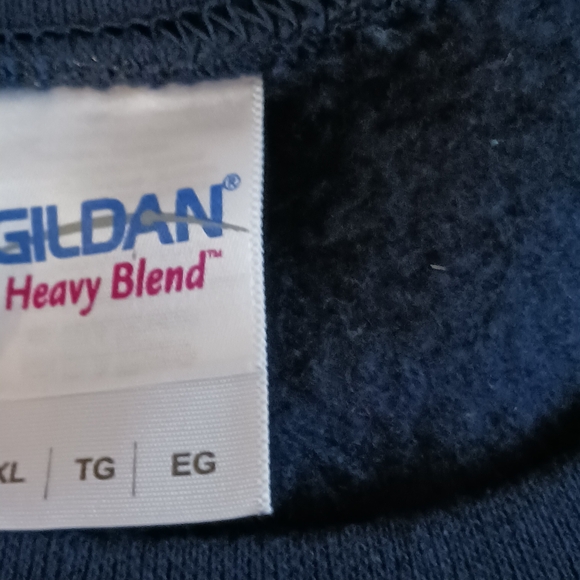 GILDAN®
Heavy Blend™
XL | TG | EG